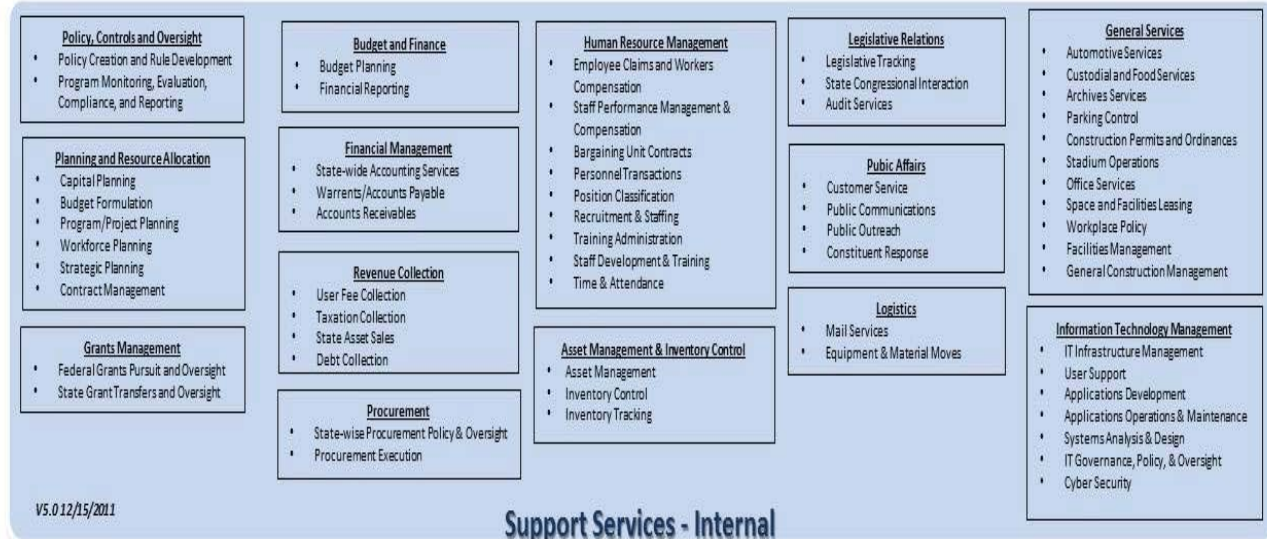 Policy, Controls and Oversight
• Policy Creation and Rule Development
• Program Monitoring, Evaluation,
Compliance, and Reporting
Planning and Resource Allocation
• Capital Planning
• Budget Formulation
• Program/Project Planning
• Workforce Planning
• Strategic Planning
• Contract Management
Grants Management
• Federal Grants Pursuit and Oversight
• State Grant Transfers and Oversight
Budget and Finance
• Budget Planning
• Financial Reporting
Financial Management
• State-wide Accounting Services
• Warrents/Accounts Payable
• Accounts Receivables
Revenue Collection
• User Fee Collection
• Taxation Collection
• State Asset Sales
• Debt Collection
Procurement
• State-wise Procurement Policy & Oversight
• Procurement Execution
Human Resource Management
• Employee Claims and Workers
Compensation
• Staff Performance Management &
Compensation
• Bargaining Unit Contracts
• Personnel Transactions
• Position Classification
• Recruitment & Staffing
• Training Administration
• Staff Development & Training
• Time & Attendance
Asset Management & Inventory Control
• Asset Management
• Inventory Control
• Inventory Tracking
Legislative Relations
• Legislative Tracking
• State Congressional Interaction
• Audit Services
Pubic Affairs
• Customer Service
• Public Communications
• Public Outreach
• Constituent Response
Logistics
• Mail Services
• Equipment & Material Moves
General Services
• Automotive Services
• Custodial and Food Services
• Archives Services
• Parking Control
• Construction Permits and Ordinances
• Stadium Operations
• Office Services
• Space and Facilities Leasing
• Workplace Policy
• Facilities Management
• General Construction Management
Information Technology Management
• IT Infrastructure Management
• User Support
• Applications Development
• Applications Operations & Maintenance
• Systems Analysis & Design
• IT Governance, Policy, & Oversight
• Cyber Security
V5.0 12/15/2011
Support Services - Internal